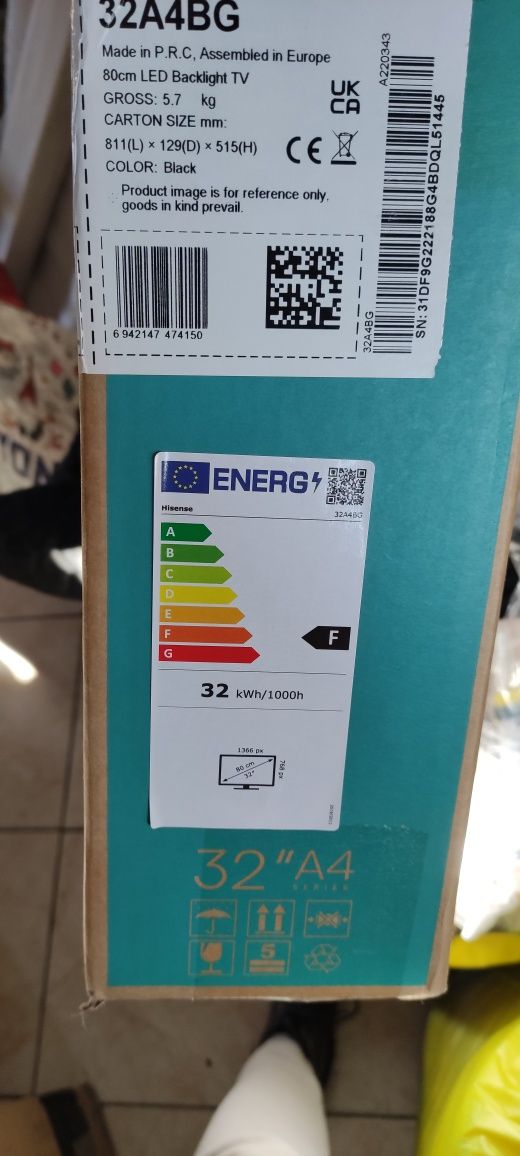 32A4BG
Made in P.R.C, Assembled in Europe
80cm LED Backlight TV
GROSS: 5.7 kg
CARTON SIZE mm:
811(L) × 129(D) × 515(H)
COLOR: Black
Product image is for reference only,
goods in kind prevail.
UK
CA
CE
A220343
SN: 31DF9G222188G4BDQL51445
32A4BG
6 942147 474150
ENERG
Hisense
32A4BG
A
B
C
D
E
F
G
F
32 kWh/1000h
1366 px
768 px
80 cm
32"
32"A4
SERIES
5